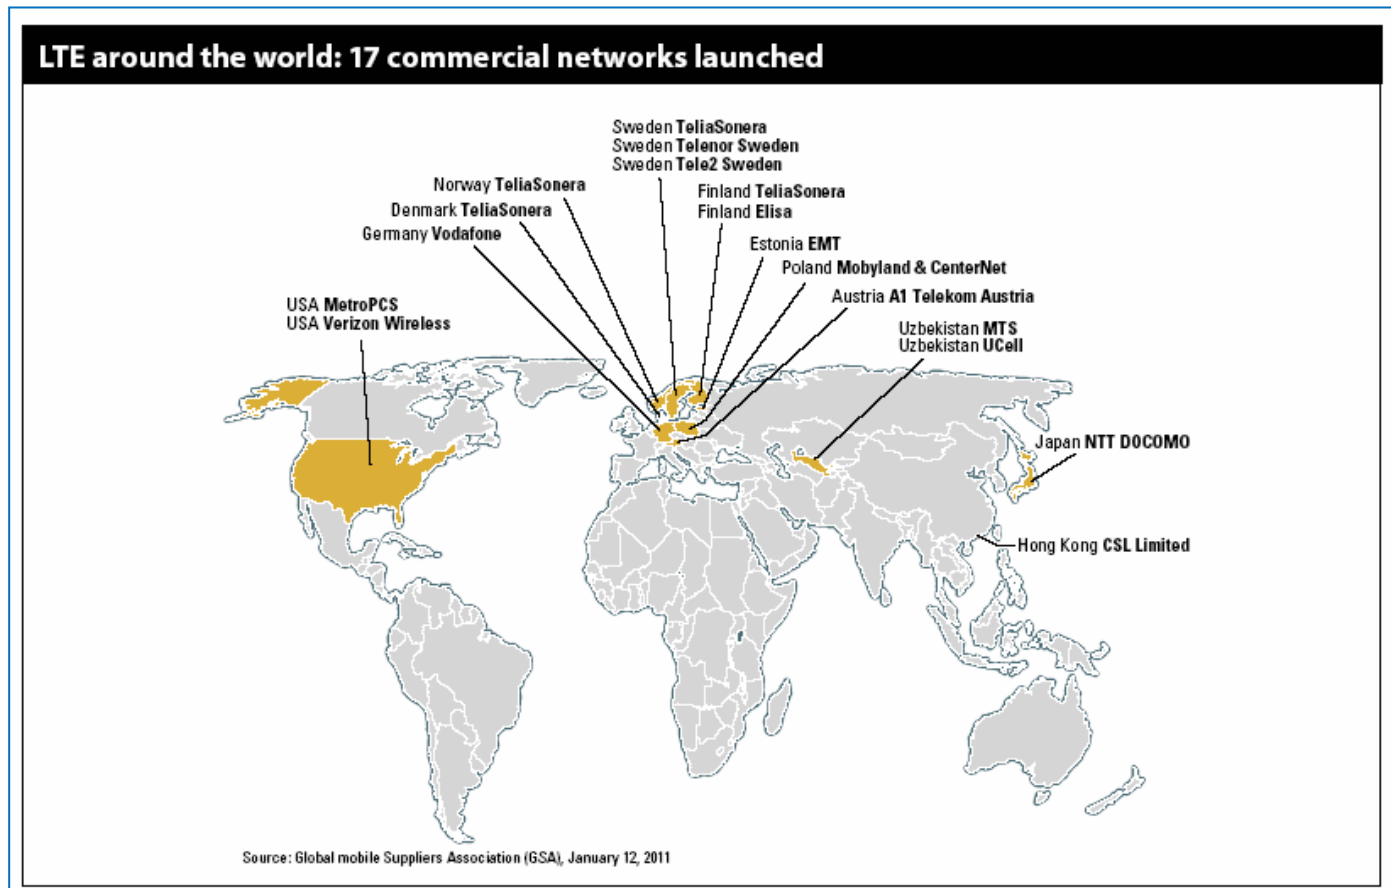 LTE around the world: 17 commercial networks launched
Sweden TeliaSonera
Sweden Telenor Sweden
Sweden Tele2 Sweden
Norway TeliaSonera
Denmark TeliaSonera
Germany Vodafone
Finland TeliaSonera
Finland Elisa
Estonia EMT
Poland Mobyland & CenterNet
Austria A1 Telekom Austria
USA MetroPCS
USA Verizon Wireless
Uzbekistan MTS
Uzbekistan UCell
Japan NTT DOCOMO
Hong Kong CSL Limited
Source: Global mobile Suppliers Association (GSA), January 12, 2011